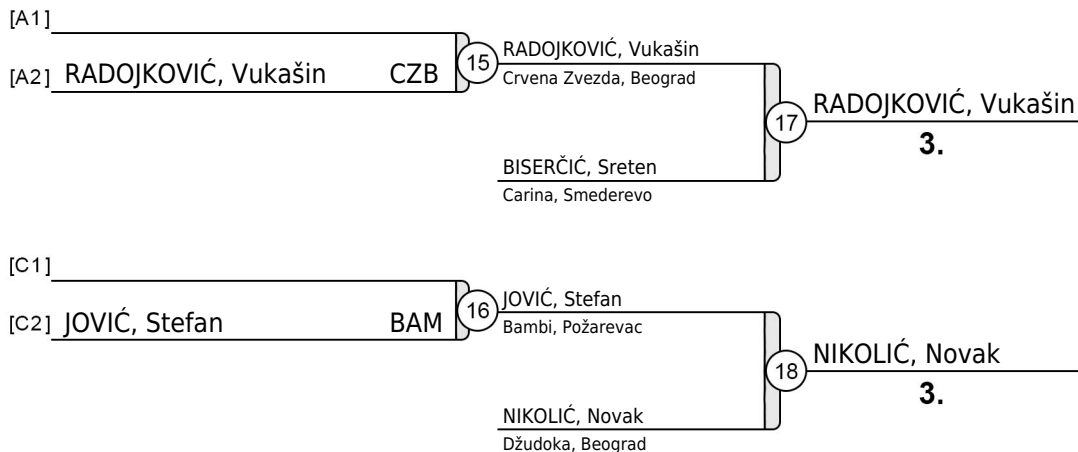 [A1]
[A2] RADOJKOVIĆ, Vukašin CZB
15
RADOJKOVIĆ, Vukašin
Crvena Zvezda, Beograd
BISERČIĆ, Sreten
Carina, Smederevo
17
RADOJKOVIĆ, Vukašin
3.
[C1]
[C2] JOVIĆ, Stefan BAM
16
JOVIĆ, Stefan
Bambi, Požarevac
NIKOLIĆ, Novak
Džudoka, Beograd
18
NIKOLIĆ, Novak
3.